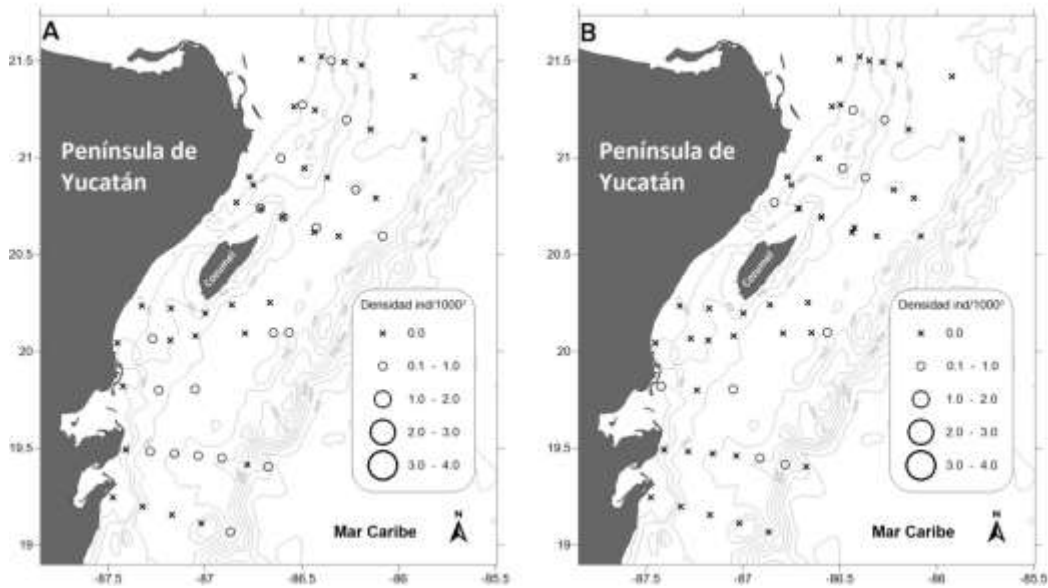 A
21.5
21
20.5
20
19.5
19
Península de
Yucatán
Cozumel
Densidad ind/1000³
0.0
0.1 - 1.0
1.0 - 2.0
2.0 - 3.0
3.0 - 4.0
Mar Caribe
N
-87.5
-87
-86.5
-86
-85.5
B
Península de
Yucatán
Cozumel
Densidad ind/1000³
0.0
0.1 - 1.0
1.0 - 2.0
2.0 - 3.0
3.0 - 4.0
Mar Caribe
N
-87.5
-87
-86.5
-86
-85.5